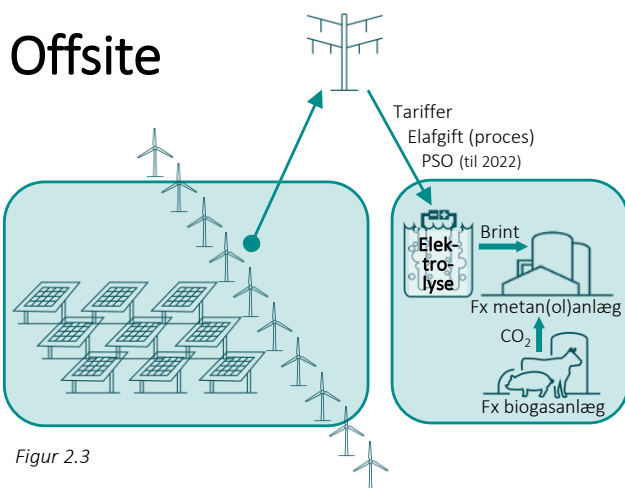 Offsite
Tariffer
Elafgift (proces)
PSO (til 2022)
Elek-
tro-
lyse
Brint
Fx metan(ol)anlæg
CO2
Fx biogasanlæg
Figur 2.3